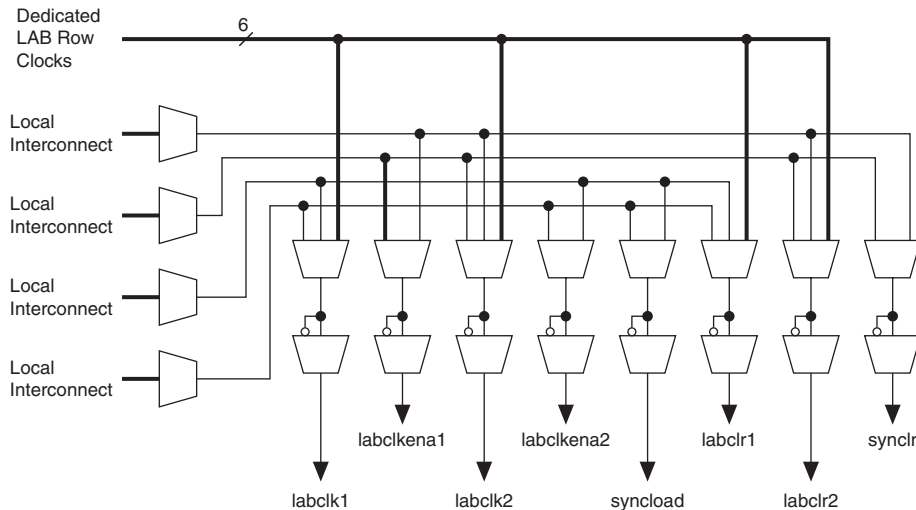 Dedicated
LAB Row
Clocks
6
Local
Interconnect
Local
Interconnect
Local
Interconnect
Local
Interconnect
labclkena1
labclkena2
labclr1
synclr
labclk1
labclk2
syncload
labclr2